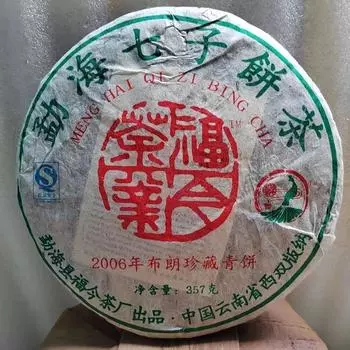 勐海七子餅茶
MENG HAI QI ZI BING CHA
福今茶業
TM
2006年布朗珍藏青饼
净含量：357克
勐海县福今茶厂出品·中国云南省西双版纳